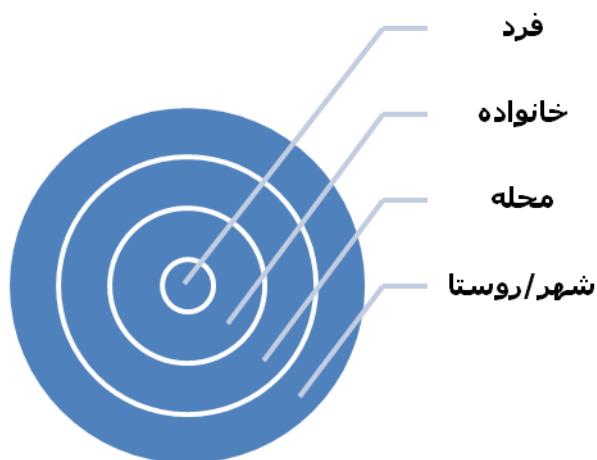 فرد
خانواده
محله
شهر/روستا